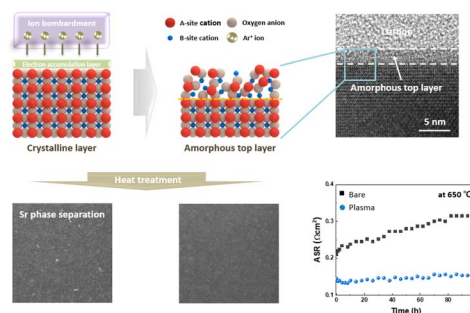 Ion bombardment
Electron accumulation layer
Crystalline layer
A-site cation
Oxygen anion
B-site cation
Ar⁺ ion
Amorphous top layer
Amorphous top layer
5 nm
Heat treatment
Sr phase separation
at 650 ℃
Bare
Plasma
ASR (Ωcm²)
0.4
0.3
0.2
0.1
0
20
40
60
80
Time (h)